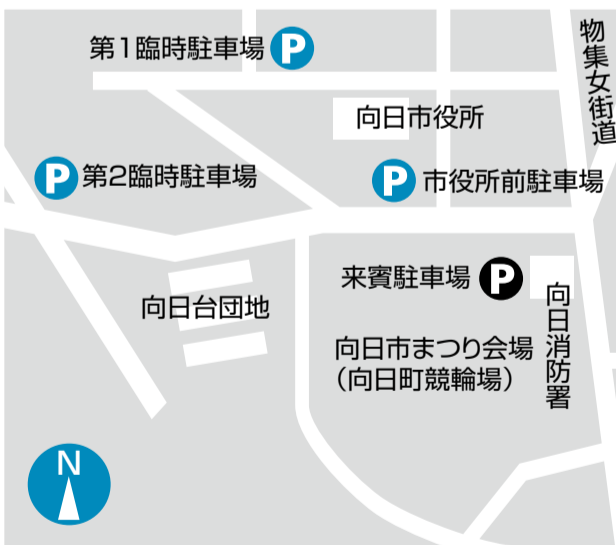 第1臨時駐車場 P
物集女街道
向日市役所
P 第2臨時駐車場
P 市役所前駐車場
来賓駐車場 P
向日台団地
向日消防署
向日市まつり会場
（向日町競輪場）
N